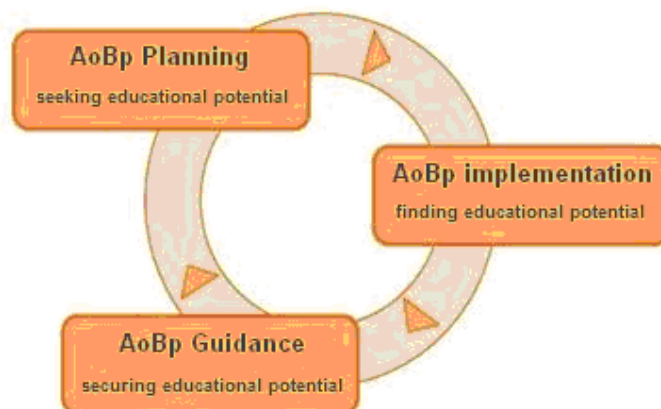 AoBp Planning
seeking educational potential
AoBp implementation
finding educational potential
AoBp Guidance
securing educational potential